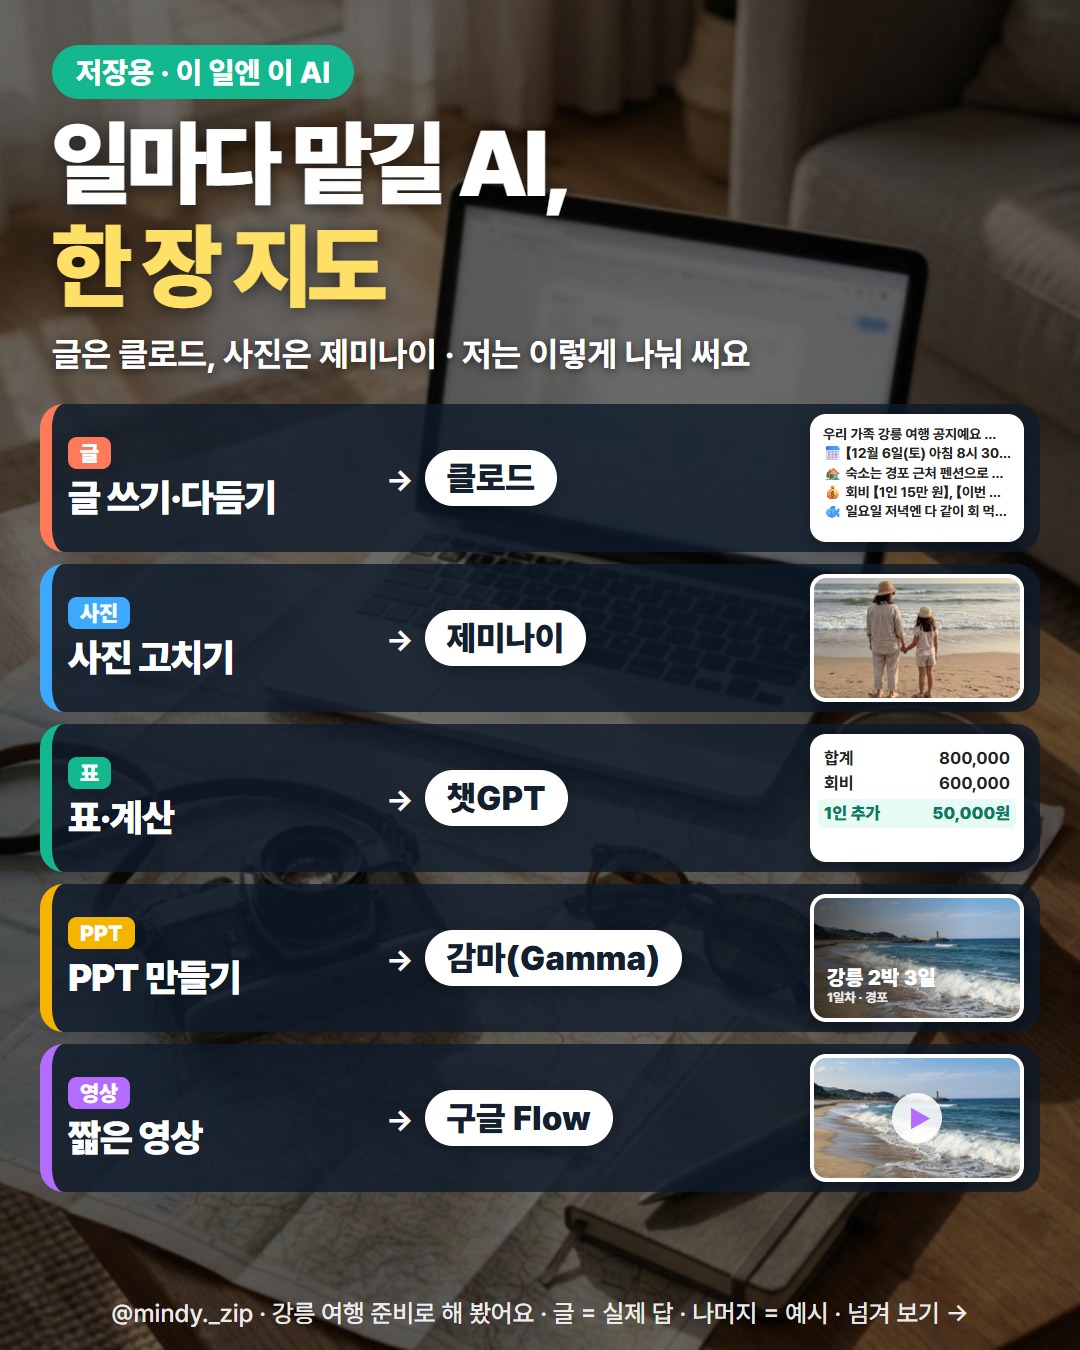 저장용 · 이 일엔 이 AI
일마다 맡길 AI,
한 장 지도
글은 클로드, 사진은 제미나이 · 저는 이렇게 나눠 써요
글
글 쓰기·다듬기
→ 클로드
우리 가족 강릉 여행 공지예요 ...
🗓️【12월 6일(토) 아침 8시 30...
🏡 숙소는 경포 근처 펜션으로 ...
💰 회비【1인 15만 원】,【이번 ...
🐟 일요일 저녁엔 다 같이 회 먹...
사진
사진 고치기
→ 제미나이
표
표·계산
→ 챗GPT
합계 800,000
회비 600,000
1인 추가 50,000원
PPT
PPT 만들기
→ 감마(Gamma)
강릉 2박 3일
1일차 · 경포
영상
짧은 영상
→ 구글 Flow
@mindy._zip · 강릉 여행 준비로 해 봤어요 · 글 = 실제 답 · 나머지 = 예시 · 넘겨 보기 →